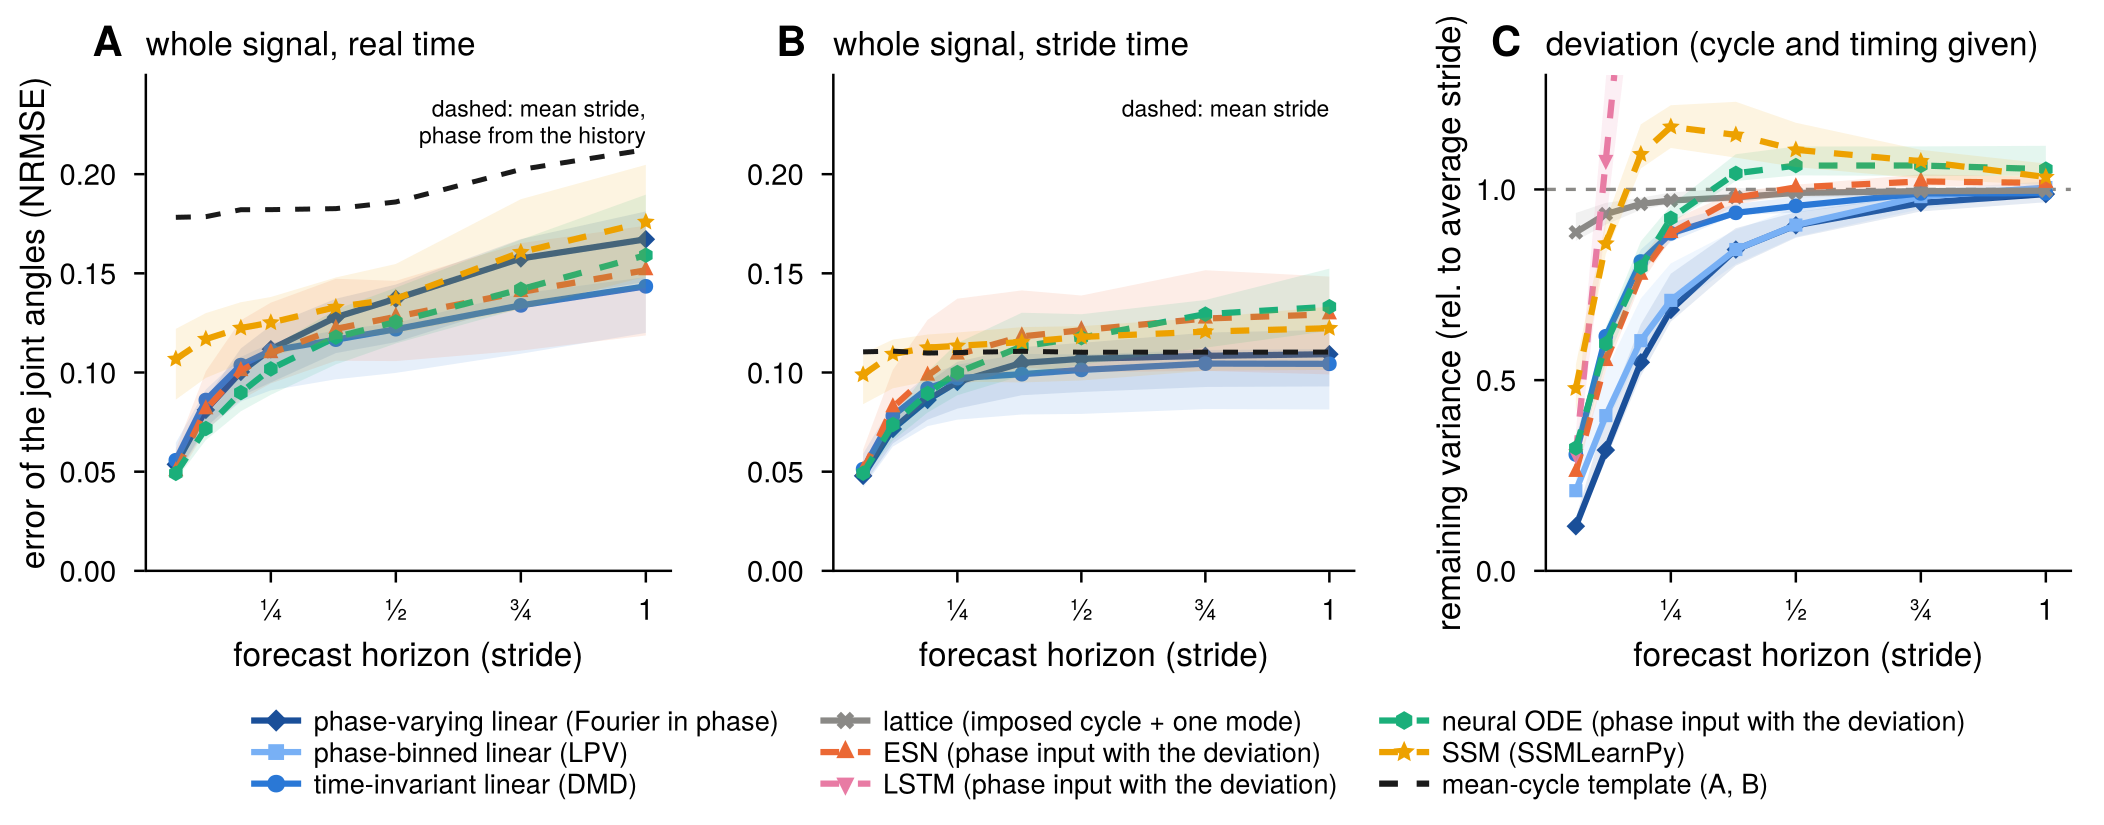 A whole signal, real time
error of the joint angles (NRMSE)
dashed: mean stride,
phase from the history
0.20
0.15
0.10
0.05
0.00
¼ ½ ¾ 1
forecast horizon (stride)
B whole signal, stride time
dashed: mean stride
0.20
0.15
0.10
0.05
0.00
¼ ½ ¾ 1
forecast horizon (stride)
C deviation (cycle and timing given)
remaining variance (rel. to average stride)
1.0
0.5
0.0
¼ ½ ¾ 1
forecast horizon (stride)
phase-varying linear (Fourier in phase)
phase-binned linear (LPV)
time-invariant linear (DMD)
lattice (imposed cycle + one mode)
ESN (phase input with the deviation)
LSTM (phase input with the deviation)
neural ODE (phase input with the deviation)
SSM (SSMLearnPy)
mean-cycle template (A, B)